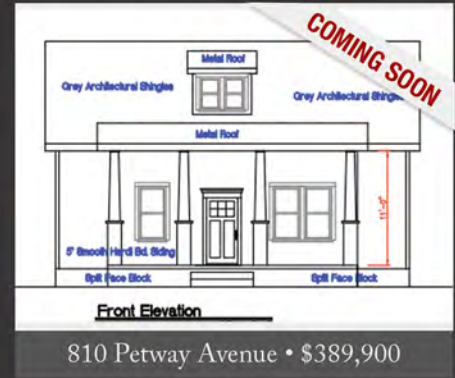 COMING SOON
Metal Roof
Grey Architectural Shingles
Grey Architectural Shingles
Metal Roof
11'-0"
5" Smooth Hardi Bd. Siding
Split Face Block
Split Face Block
Front Elevation
810 Petway Avenue • $389,900